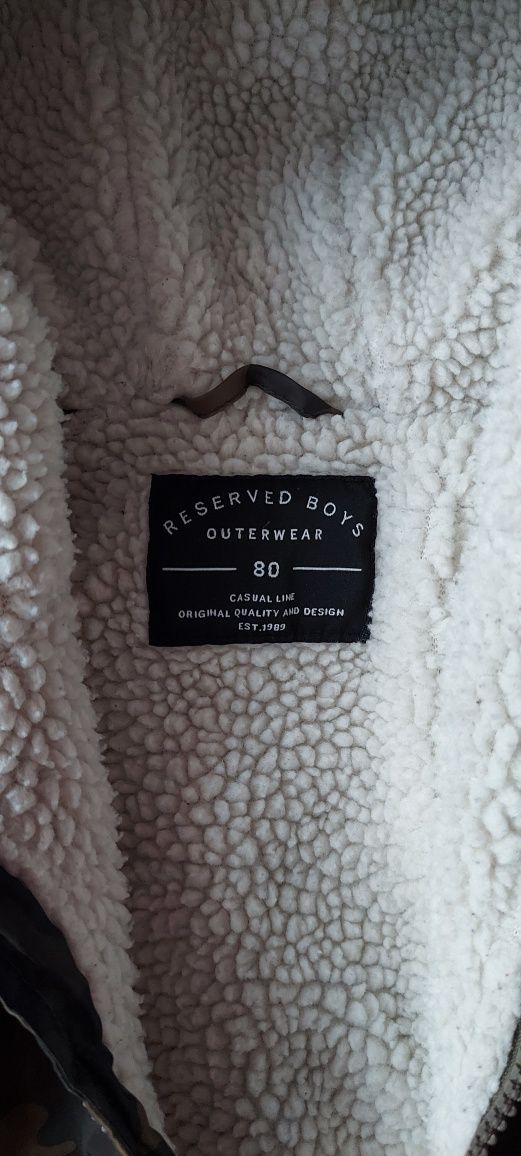 RESERVED BOYS
OUTERWEAR
80
CASUAL LINE
ORIGINAL QUALITY AND DESIGN
EST.1989